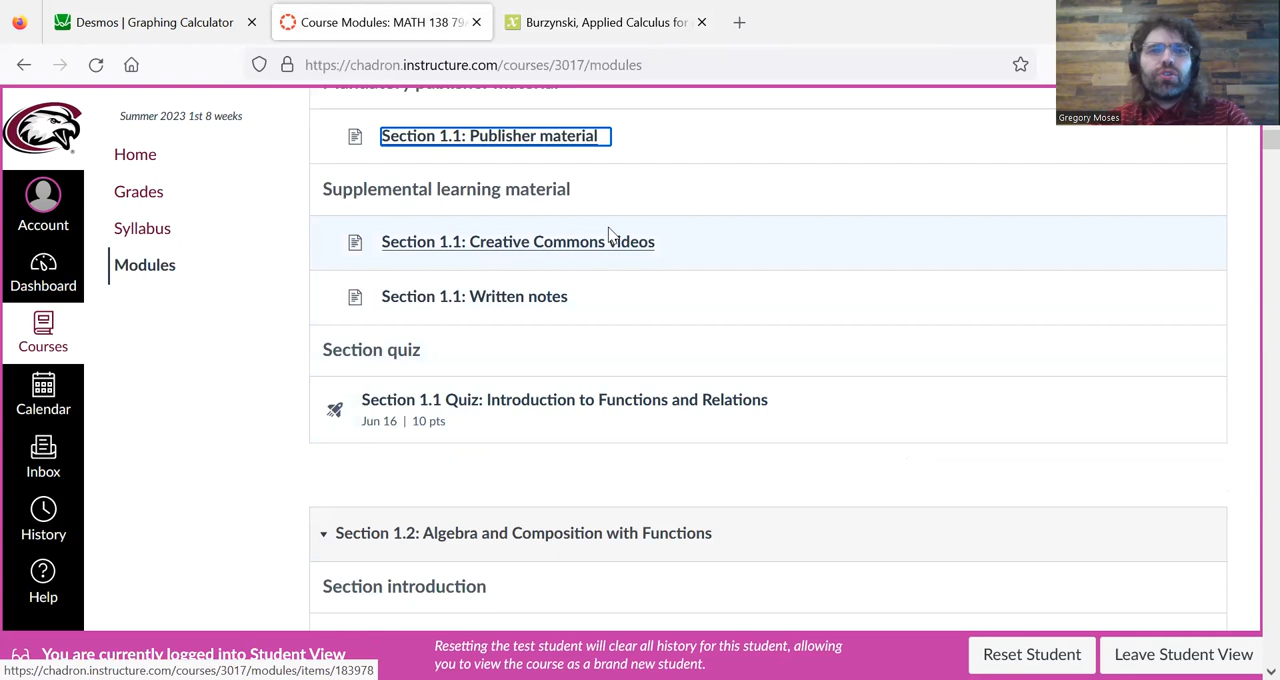 Desmos | Graphing Calculator
Course Modules: MATH 138 79
Burzynski, Applied Calculus for
https://chadron.instructure.com/courses/3017/modules
Gregory Moses
Summer 2023 1st 8 weeks
Home
Grades
Syllabus
Modules
Account
Dashboard
Courses
Calendar
Inbox
History
Help
Mandatory publisher material
Section 1.1: Publisher material
Supplemental learning material
Section 1.1: Creative Commons videos
Section 1.1: Written notes
Section quiz
Section 1.1 Quiz: Introduction to Functions and Relations
Jun 16 | 10 pts
Section 1.2: Algebra and Composition with Functions
Section introduction
You are currently logged into Student View
Resetting the test student will clear all history for this student, allowing
you to view the course as a brand new student.
Reset Student
Leave Student View
https://chadron.instructure.com/courses/3017/modules/items/183978